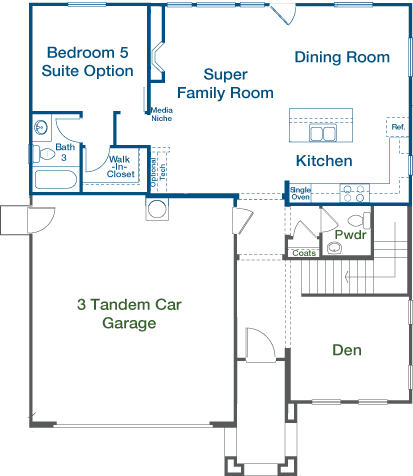 Bedroom 5
Suite Option
Super
Family Room
Dining Room
Media
Niche
Ref.
Bath
3
Walk
-In-
Closet
Optional
Tech
Kitchen
Single
Oven
Pwdr
Coats
3 Tandem Car
Garage
Den